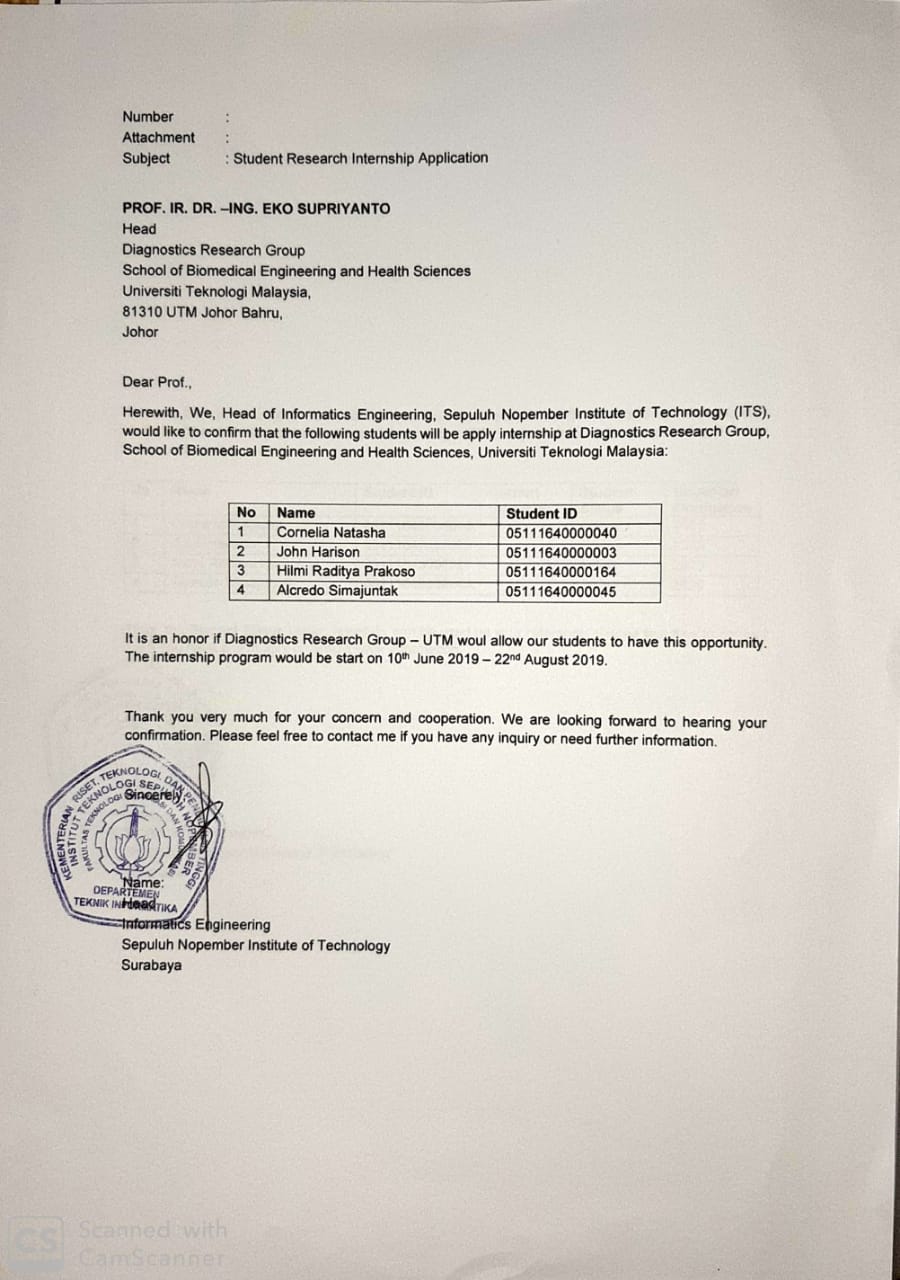 Number :
Attachment :
Subject : Student Research Internship Application
PROF. IR. DR. –ING. EKO SUPRIYANTO
Head
Diagnostics Research Group
School of Biomedical Engineering and Health Sciences
Universiti Teknologi Malaysia,
81310 UTM Johor Bahru,
Johor
Dear Prof.,
Herewith, We, Head of Informatics Engineering, Sepuluh Nopember Institute of Technology (ITS),
would like to confirm that the following students will be apply internship at Diagnostics Research Group,
School of Biomedical Engineering and Health Sciences, Universiti Teknologi Malaysia:
No Name Student ID
1 Cornelia Natasha 05111640000040
2 John Harison 05111640000003
3 Hilmi Raditya Prakoso 05111640000164
4 Alcredo Simajuntak 05111640000045
It is an honor if Diagnostics Research Group – UTM woul allow our students to have this opportunity.
The internship program would be start on 10th June 2019 – 22nd August 2019.
Thank you very much for your concern and cooperation. We are looking forward to hearing your
confirmation. Please feel free to contact me if you have any inquiry or need further information.
Sincerely,
KEMENTERIAN RISET, TEKNOLOGI, DAN TINGGI
INSTITUT TEKNOLOGI SEPULUH NOPEMBER
FAKULTAS TEKNOLOGI DAN
DEPARTEMEN
TEKNIK INFORMATIKA
Name:
Head
Informatics Engineering
Sepuluh Nopember Institute of Technology
Surabaya
CS Scanned with
CamScanner